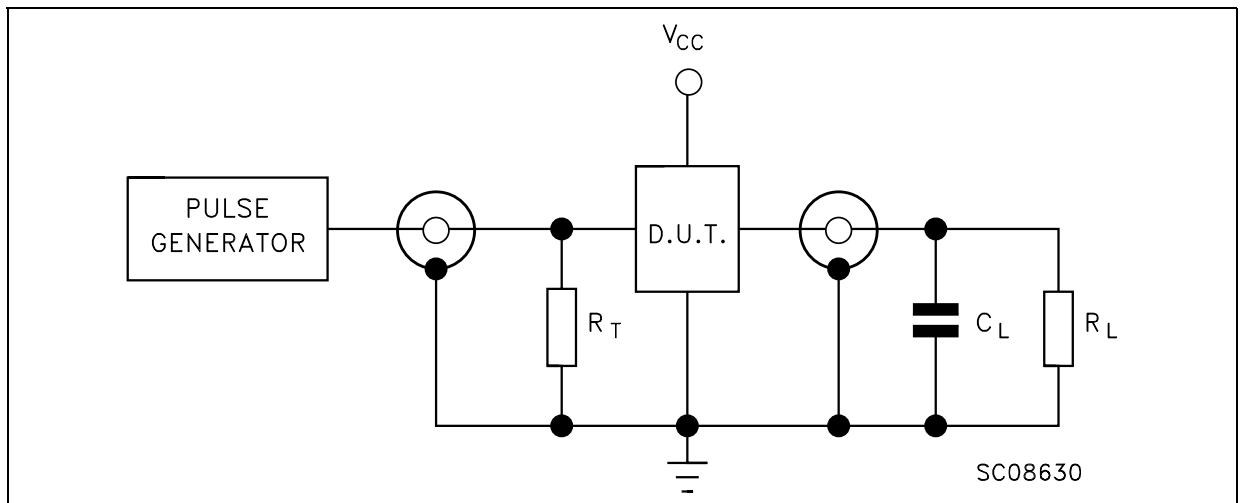 VCC
PULSE
GENERATOR
D.U.T.
RT
CL
RL
SC08630